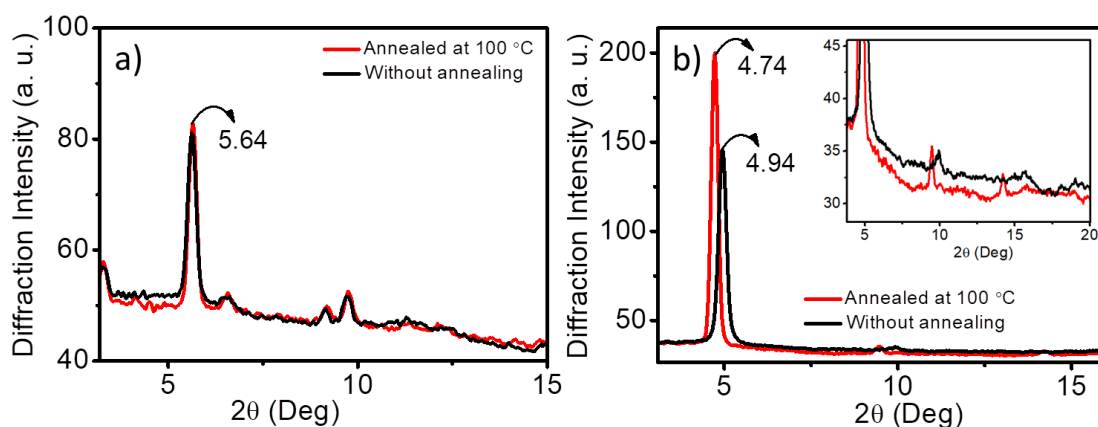 a)
Annealed at 100 °C
Without annealing
5.64
Diffraction Intensity (a. u.)
100
80
60
40
5
10
15
2θ (Deg)
b)
4.74
4.94
Diffraction Intensity (a. u.)
200
150
100
50
5
10
15
2θ (Deg)
Annealed at 100 °C
Without annealing
45
40
35
30
5
10
15
20
2θ (Deg)